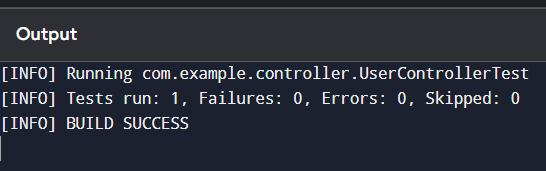 Output
[INFO] Running com.example.controller.UserControllerTest
[INFO] Tests run: 1, Failures: 0, Errors: 0, Skipped: 0
[INFO] BUILD SUCCESS